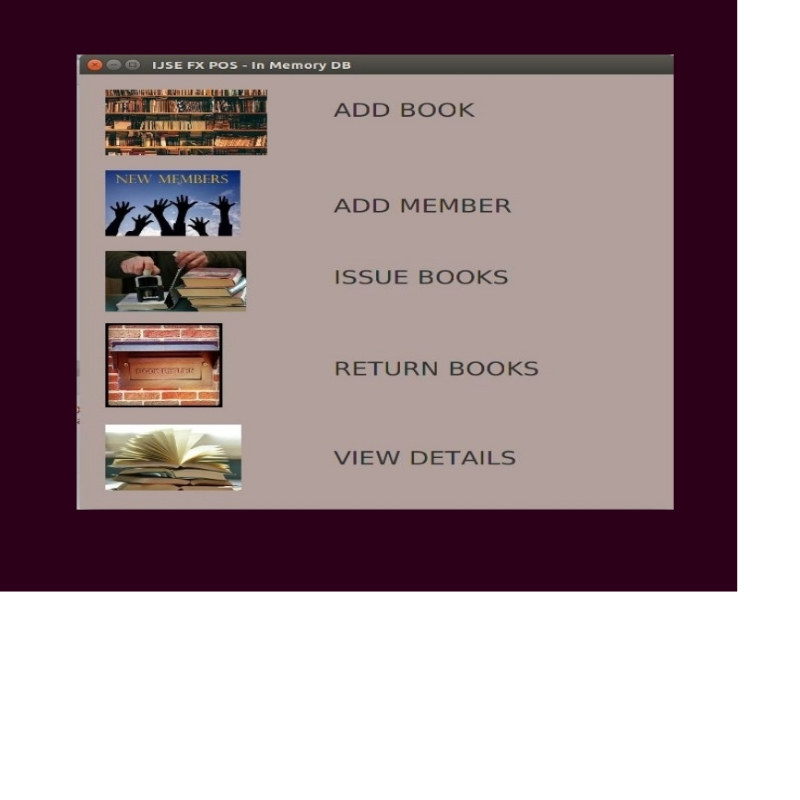 IJSE FX POS - In Memory DB
ADD BOOK
NEW MEMBERS
ADD MEMBER
ISSUE BOOKS
BOOK RETURN
RETURN BOOKS
VIEW DETAILS